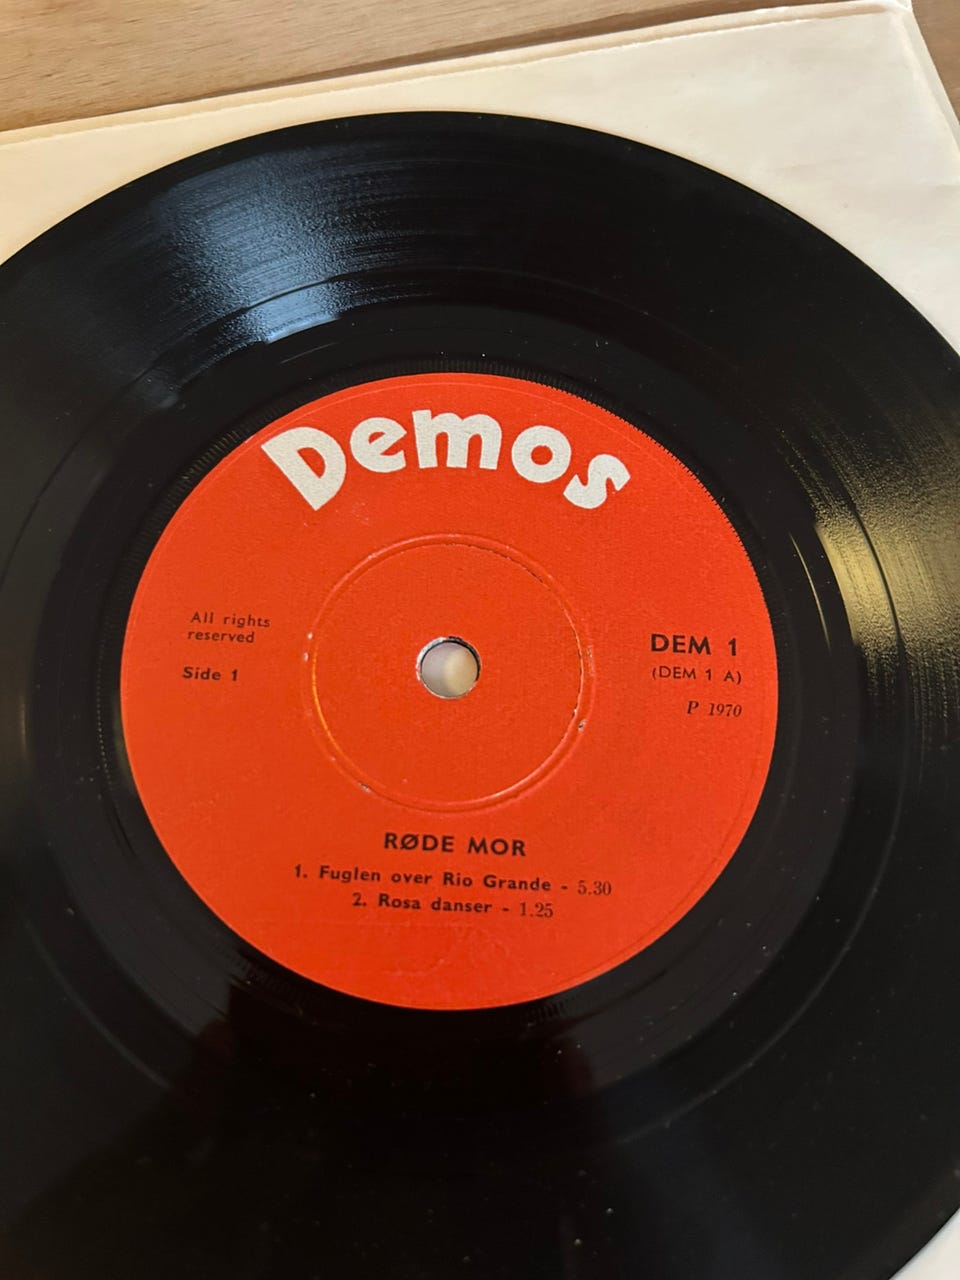 Demos
All rights
reserved
Side 1
DEM 1
(DEM 1 A)
P 1970
RØDE MOR
1. Fuglen over Rio Grande - 5.30
2. Rosa danser - 1.25